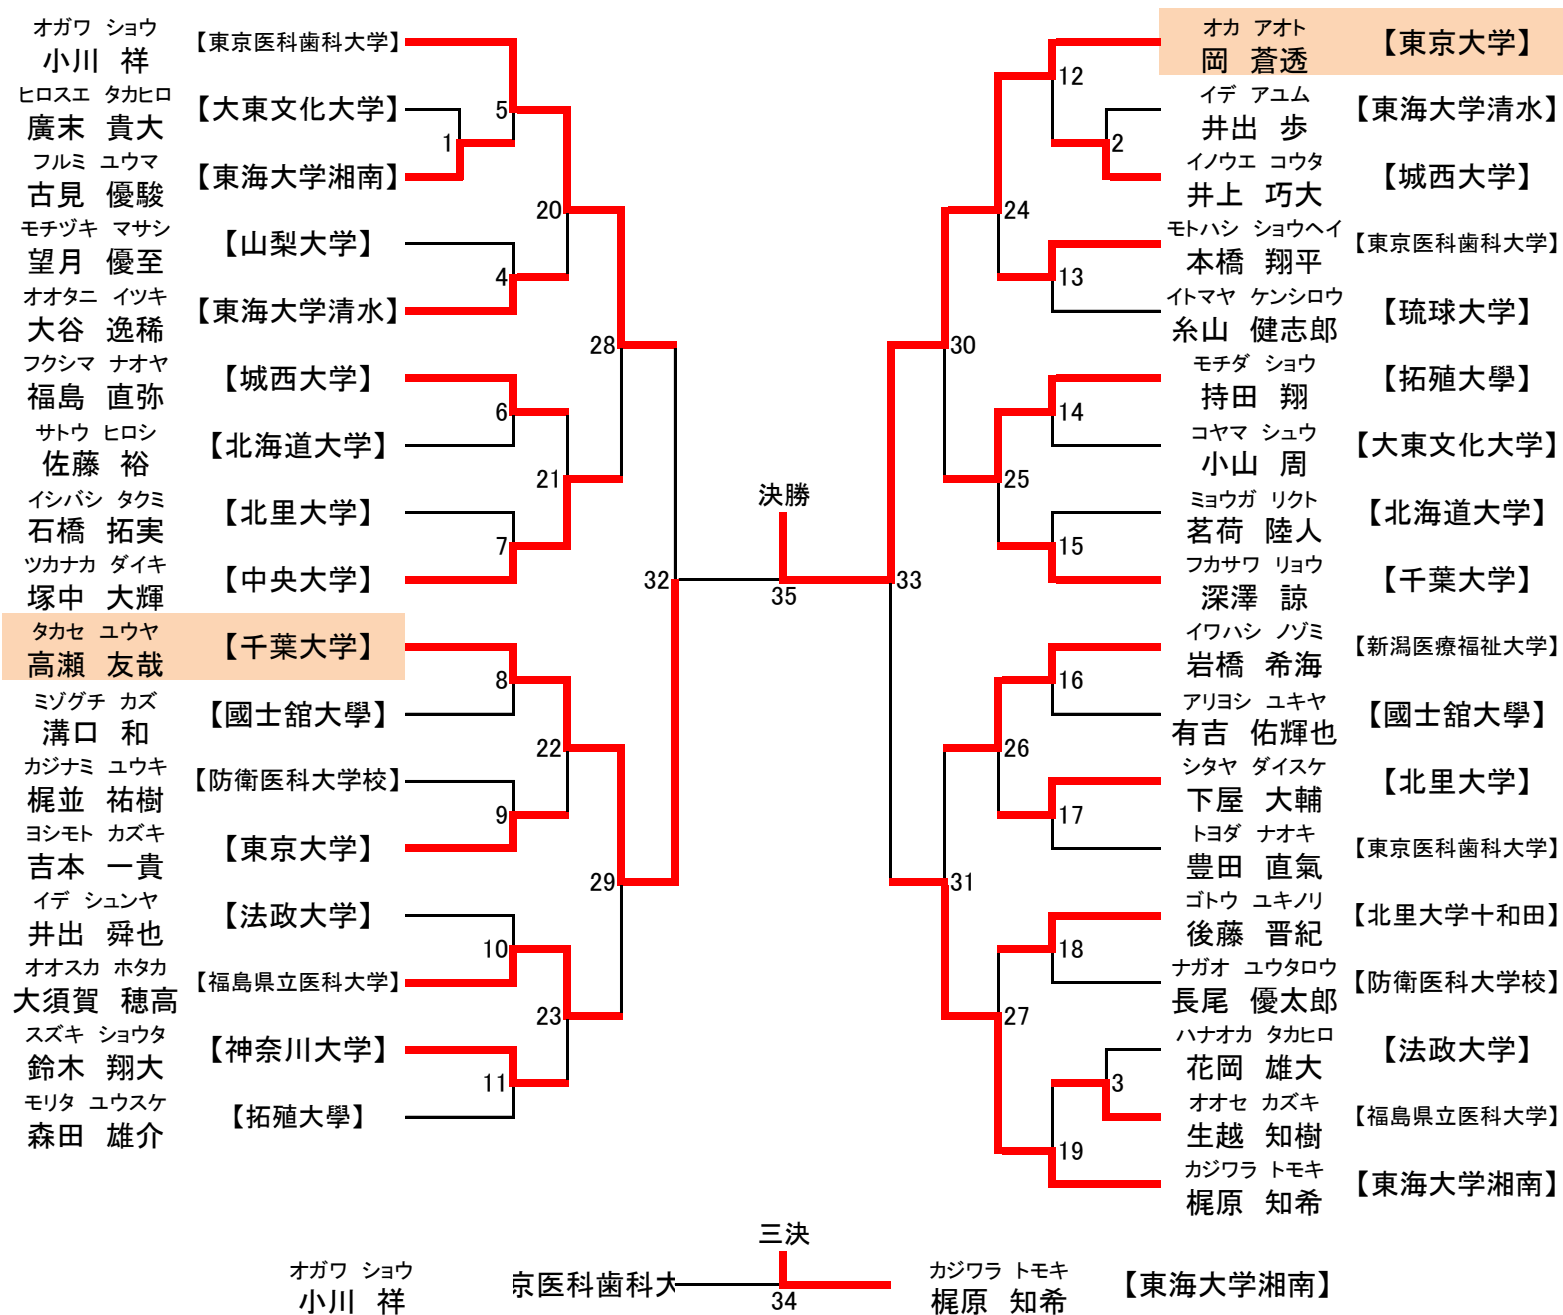 オガワ ショウ
小川 祥
【東京医科歯科大学】
ヒロスエ タカヒロ
廣末 貴大
【大東文化大学】
フルミ ユウマ
古見 優駿
【東海大学湘南】
モチヅキ マサシ
望月 優至
【山梨大学】
オオタニ イツキ
大谷 逸稀
【東海大学清水】
フクシマ ナオヤ
福島 直弥
【城西大学】
サトウ ヒロシ
佐藤 裕
【北海道大学】
イシバシ タクミ
石橋 拓実
【北里大学】
ツカナカ ダイキ
塚中 大輝
【中央大学】
タカセ ユウヤ
高瀬 友哉
【千葉大学】
ミゾグチ カズ
溝口 和
【國士舘大學】
カジナミ ユウキ
梶並 祐樹
【防衛医科大学校】
ヨシモト カズキ
吉本 一貴
【東京大学】
イデ シュンヤ
井出 舜也
【法政大学】
オオスカ ホタカ
大須賀 穂高
【福島県立医科大学】
スズキ ショウタ
鈴木 翔大
【神奈川大学】
モリタ ユウスケ
森田 雄介
【拓殖大學】
1
5
4
6
7
8
9
10
11
20
21
22
23
28
29
32
決勝
35
33
30
31
24
25
26
27
12
2
13
14
15
16
17
18
3
19
オカ アオト
岡 蒼透
【東京大学】
イデ アユム
井出 歩
【東海大学清水】
イノウエ コウタ
井上 巧大
【城西大学】
モトハシ ショウヘイ
本橋 翔平
【東京医科歯科大学】
イトマヤ ケンシロウ
糸山 健志郎
【琉球大学】
モチダ ショウ
持田 翔
【拓殖大學】
コヤマ シュウ
小山 周
【大東文化大学】
ミョウガ リクト
茗荷 陸人
【北海道大学】
フカサワ リョウ
深澤 諒
【千葉大学】
イワハシ ノゾミ
岩橋 希海
【新潟医療福祉大学】
アリヨシ ユキヤ
有吉 佑輝也
【國士舘大學】
シタヤ ダイスケ
下屋 大輔
【北里大学】
トヨダ ナオキ
豊田 直氣
【東京医科歯科大学】
ゴトウ ユキノリ
後藤 晋紀
【北里大学十和田】
ナガオ ユウタロウ
長尾 優太郎
【防衛医科大学校】
ハナオカ タカヒロ
花岡 雄大
【法政大学】
オオセ カズキ
生越 知樹
【福島県立医科大学】
カジワラ トモキ
梶原 知希
【東海大学湘南】
三決
オガワ ショウ
小川 祥
京医科歯科大
34
カジワラ トモキ
梶原 知希
【東海大学湘南】